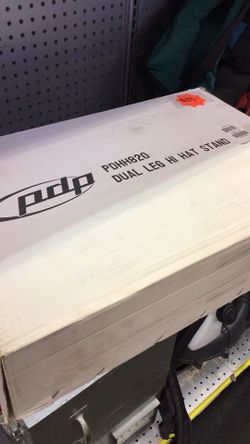 pdp
PDHH820
DUAL LEG HI HAT STAND